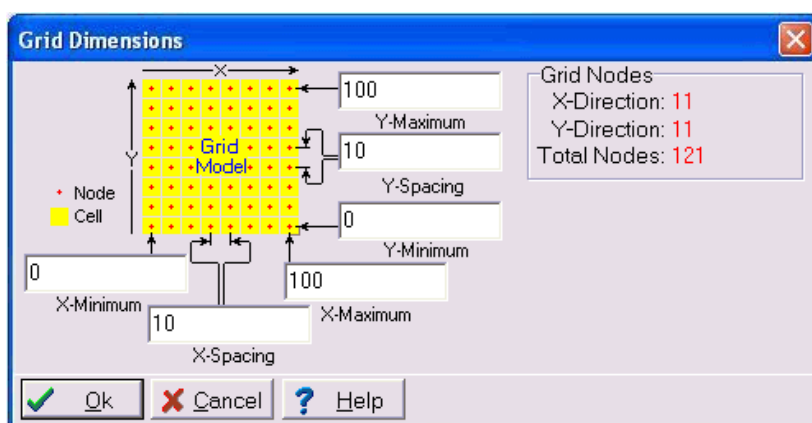 Grid Dimensions
X
100
Y-Maximum
Grid Nodes
X-Direction: 11
Y-Direction: 11
Total Nodes: 121
Y
Grid
Model
10
Y-Spacing
Node
Cell
0
Y-Minimum
0
X-Minimum
100
X-Maximum
10
X-Spacing
Ok
Cancel
Help